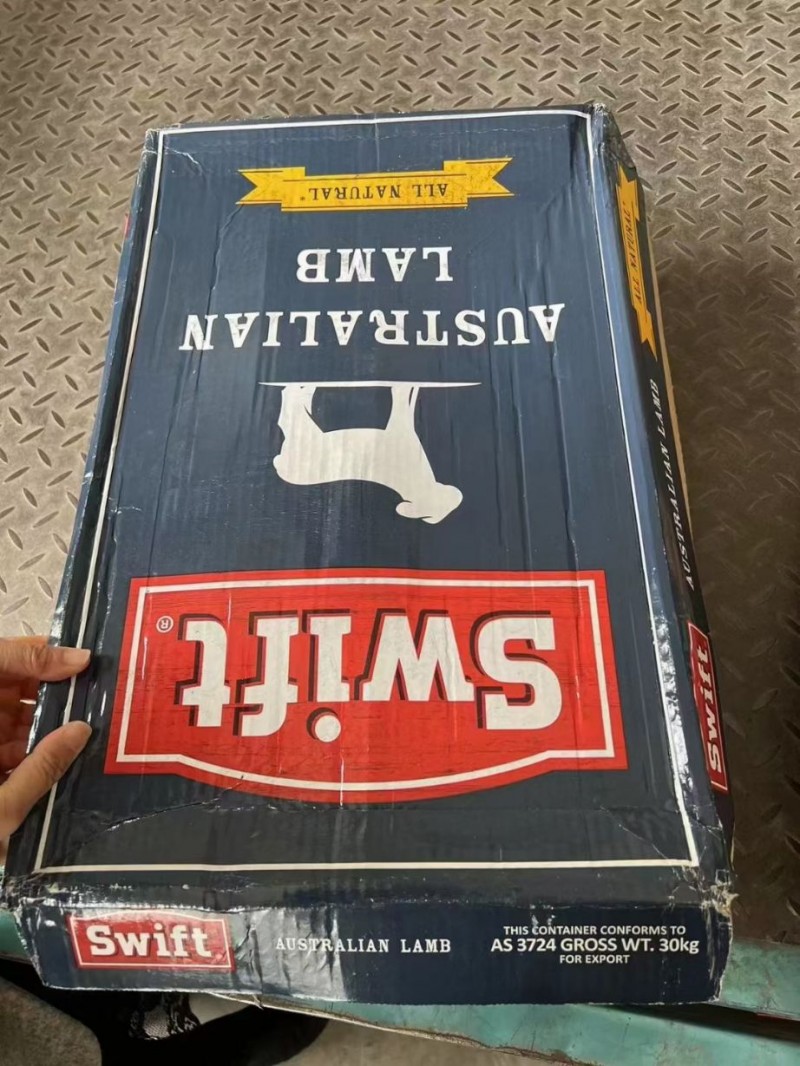 Swift®
AUSTRALIAN
LAMB
ALL NATURAL*
Swift
AUSTRALIAN LAMB
ALL NATURAL*
Swift
AUSTRALIAN LAMB
THIS CONTAINER CONFORMS TO
AS 3724 GROSS WT. 30kg
FOR EXPORT